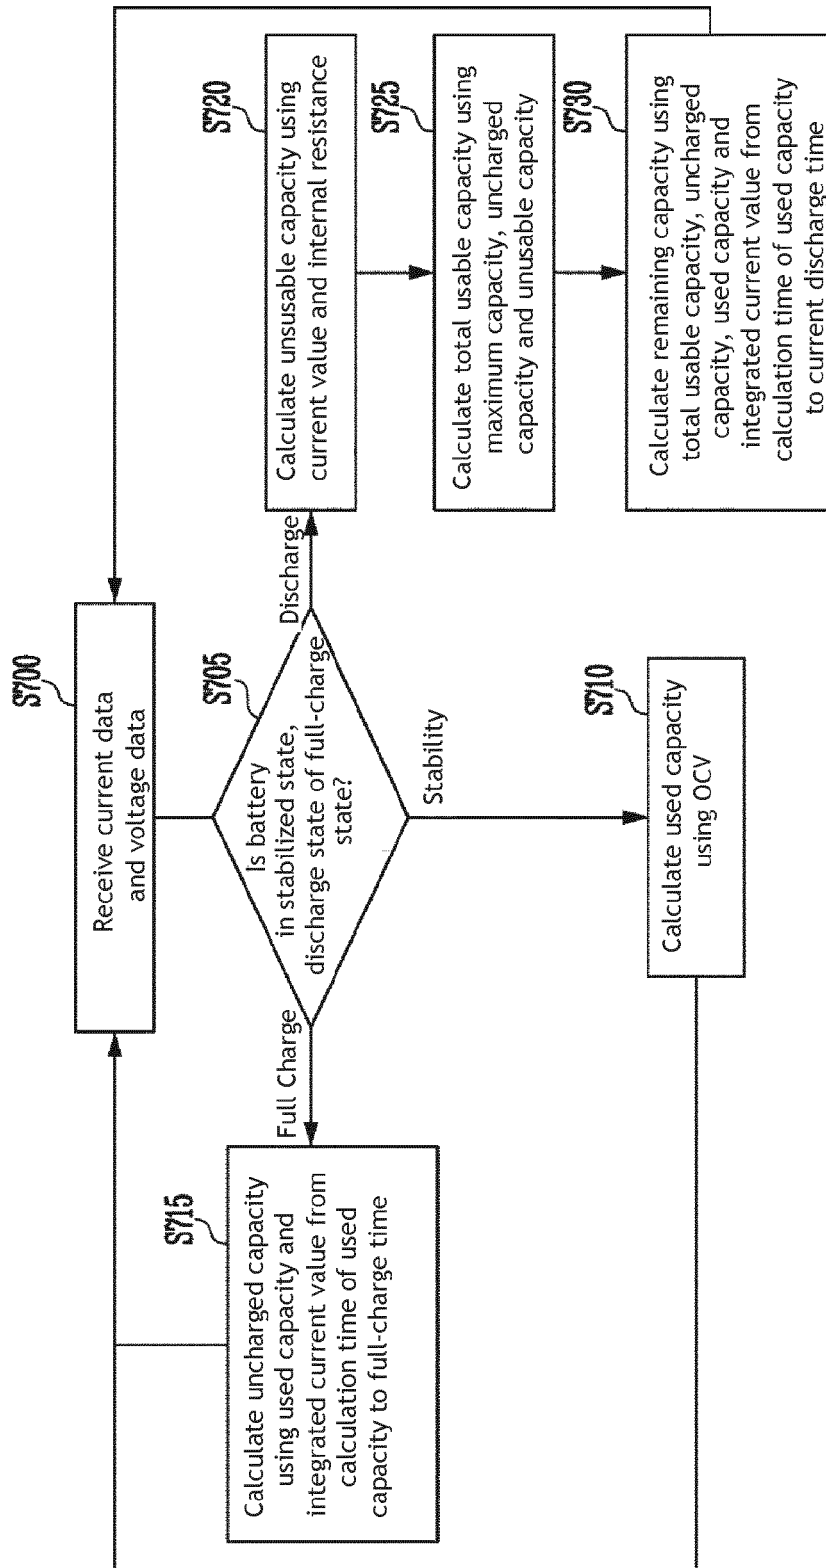 S700
Receive current data
and voltage data
S705
Is battery
in stabilized state,
discharge state of full-charge
state?
Full Charge
Discharge
Stability
S715
Calculate uncharged capacity
using used capacity and
integrated current value from
calculation time of used
capacity to full-charge time
S710
Calculate used capacity
using OCV
S720
Calculate unsusable capacity using
current value and internal resistance
S725
Calculate total usable capacity using
maximum capacity, uncharged
capacity and unusable capacity
S730
Calculate remaining capacity using
total usable capacity, uncharged
capacity, used capacity and
integrated current value from
calculation time of used capacity
to current discharge time